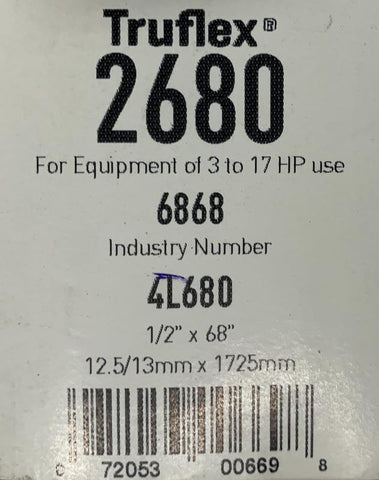 Truflex®
2680
For Equipment of 3 to 17 HP use
6868
Industry Number
4L680
1/2" x 68"
12.5/13mm x 1725mm
0 72053 00669 8